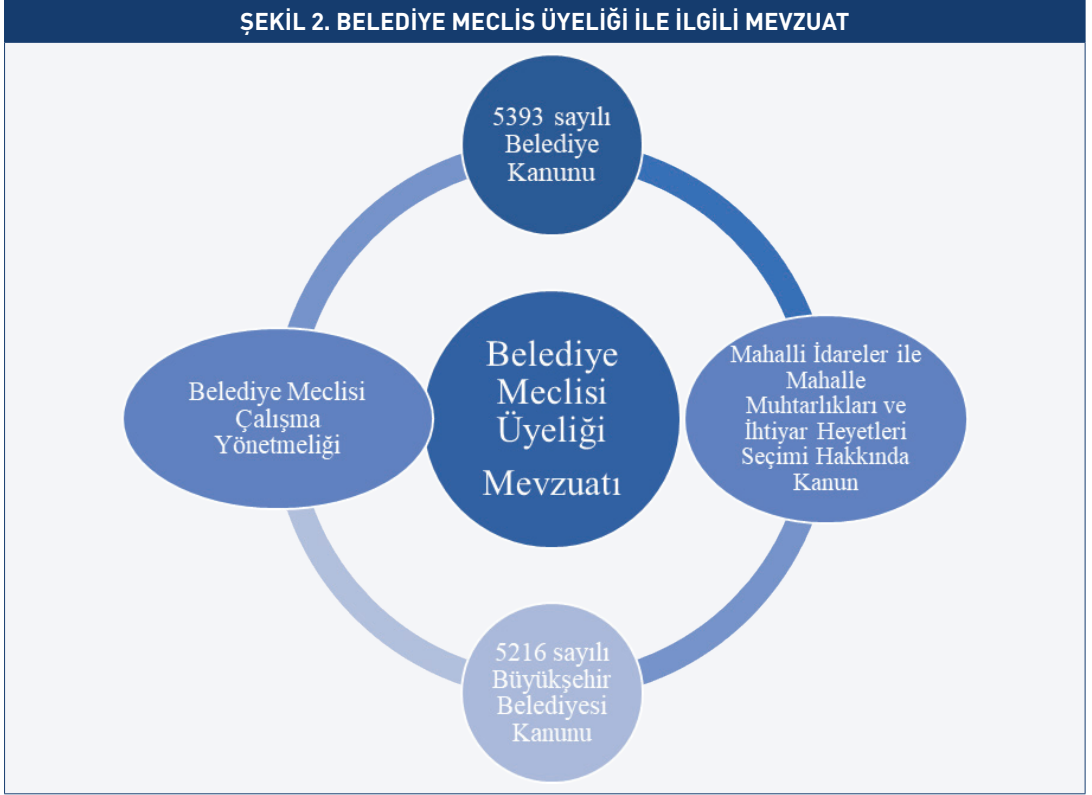 ŞEKİL 2. BELEDİYE MECLİS ÜYELİĞİ İLE İLGİLİ MEVZUAT
5393 sayılı
Belediye
Kanunu
Belediye
Meclisi
Üyeliği
Mevzuatı
Mahalli İdareler ile
Mahalle
Muhtarlıkları ve
İhtiyar Heyetleri
Seçimi Hakkında
Kanun
5216 sayılı
Büyükşehir
Belediyesi
Kanunu
Belediye Meclisi
Çalışma
Yönetmeliği